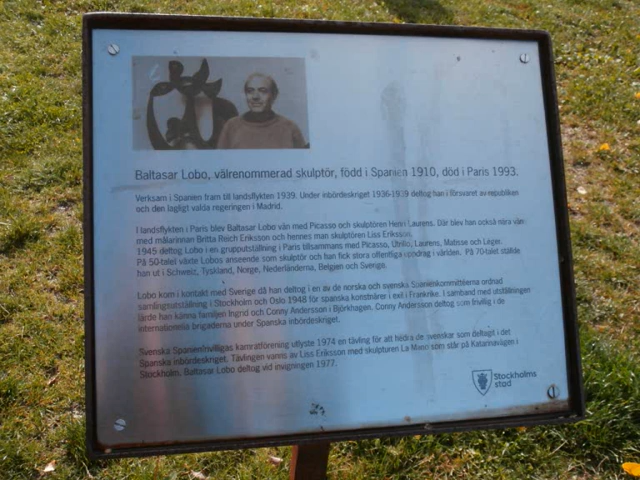 Baltasar Lobo, välrenommerad skulptör, född i Spanien 1910, död i Paris 1993.
Verksam i Spanien fram till landsflykten 1939. Under inbördeskriget 1936-1939 deltog han i försvaret av republiken
och den lagligt valda regeringen i Madrid.
I landsflykten i Paris blev Baltasar Lobo vän med Picasso och skulptören Henri Laurens. Där blev han också nära vän
med målarinnan Britta Reich Eriksson och hennes man skulptören Liss Eriksson.
1945 deltog Lobo i en grupputställning i Paris tillsammans med Picasso, Utrillo, Laurens, Matisse och Léger.
På 50-talet växte Lobos anseende som skulptör och han fick stora offentliga uppdrag i världen. På 70-talet ställde
han ut i Schweiz, Tyskland, Norge, Nederländerna, Belgien och Sverige.
Lobo kom i kontakt med Sverige då han deltog i en av de norska och svenska Spanienkommittéerna ordnad
samlingsutställning i Stockholm och Oslo 1948 för spanska konstnärer i exil i Frankrike. I samband med utställningen
lärde han känna familjen Ingrid och Conny Andersson i Björkhagen. Conny Andersson deltog som frivillig i de
internationella brigaderna under Spanska inbördeskriget.
Svenska Spanienfrivilligas kamratförening utlyste 1974 en tävling för att hedra de svenskar som deltagit i det
Spanska inbördeskriget. Tävlingen vanns av Liss Eriksson med skulpturen La Mano som står på Katarinavägen i
Stockholm. Baltasar Lobo deltog vid invigningen 1977.
Stockholms
stad